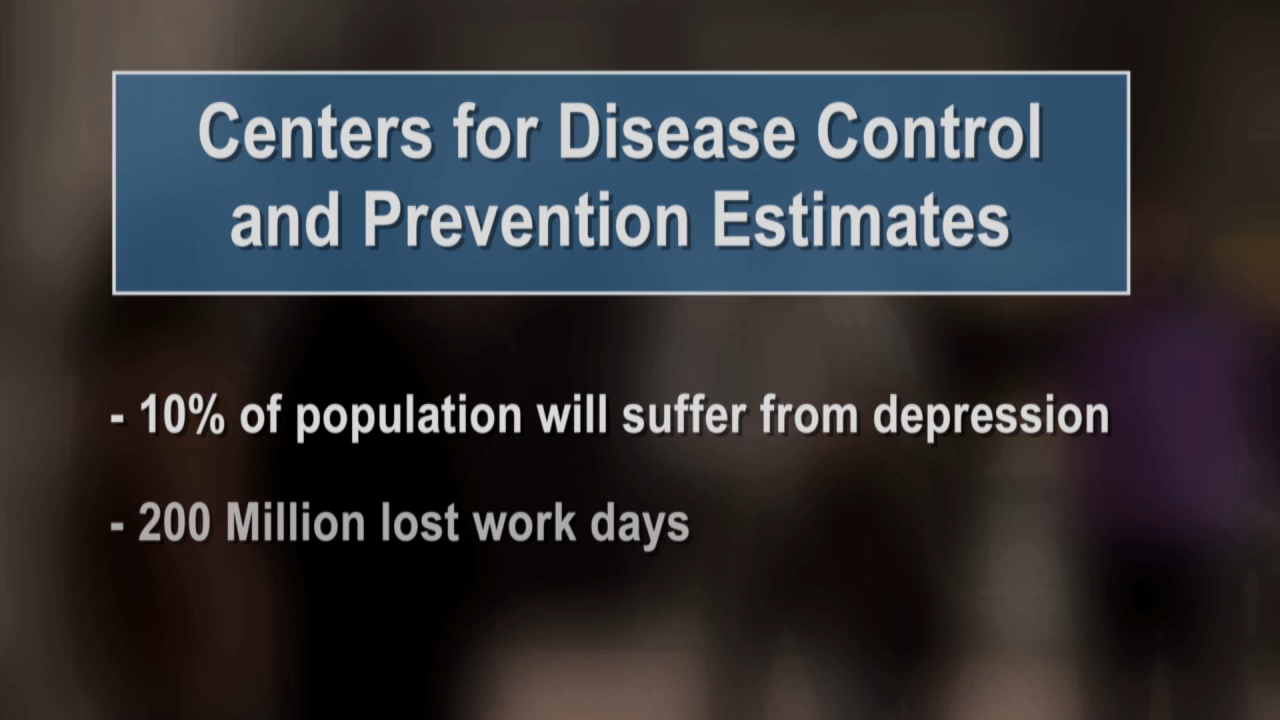 Centers for Disease Control
and Prevention Estimates
- 10% of population will suffer from depression
- 200 Million lost work days